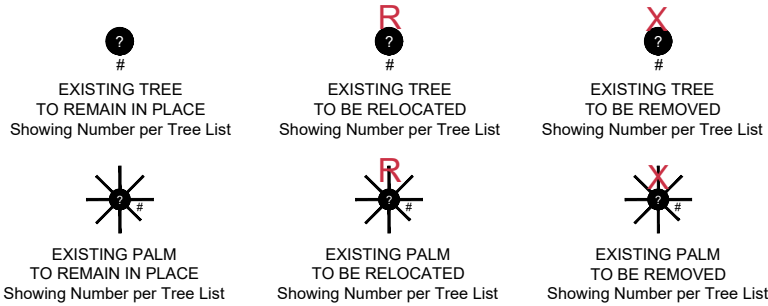 R
X
? ? ?
# # #
EXISTING TREE
TO REMAIN IN PLACE
Showing Number per Tree List
EXISTING TREE
TO BE RELOCATED
Showing Number per Tree List
EXISTING TREE
TO BE REMOVED
Showing Number per Tree List
R
X
? # ? # ? #
EXISTING PALM
TO REMAIN IN PLACE
Showing Number per Tree List
EXISTING PALM
TO BE RELOCATED
Showing Number per Tree List
EXISTING PALM
TO BE REMOVED
Showing Number per Tree List